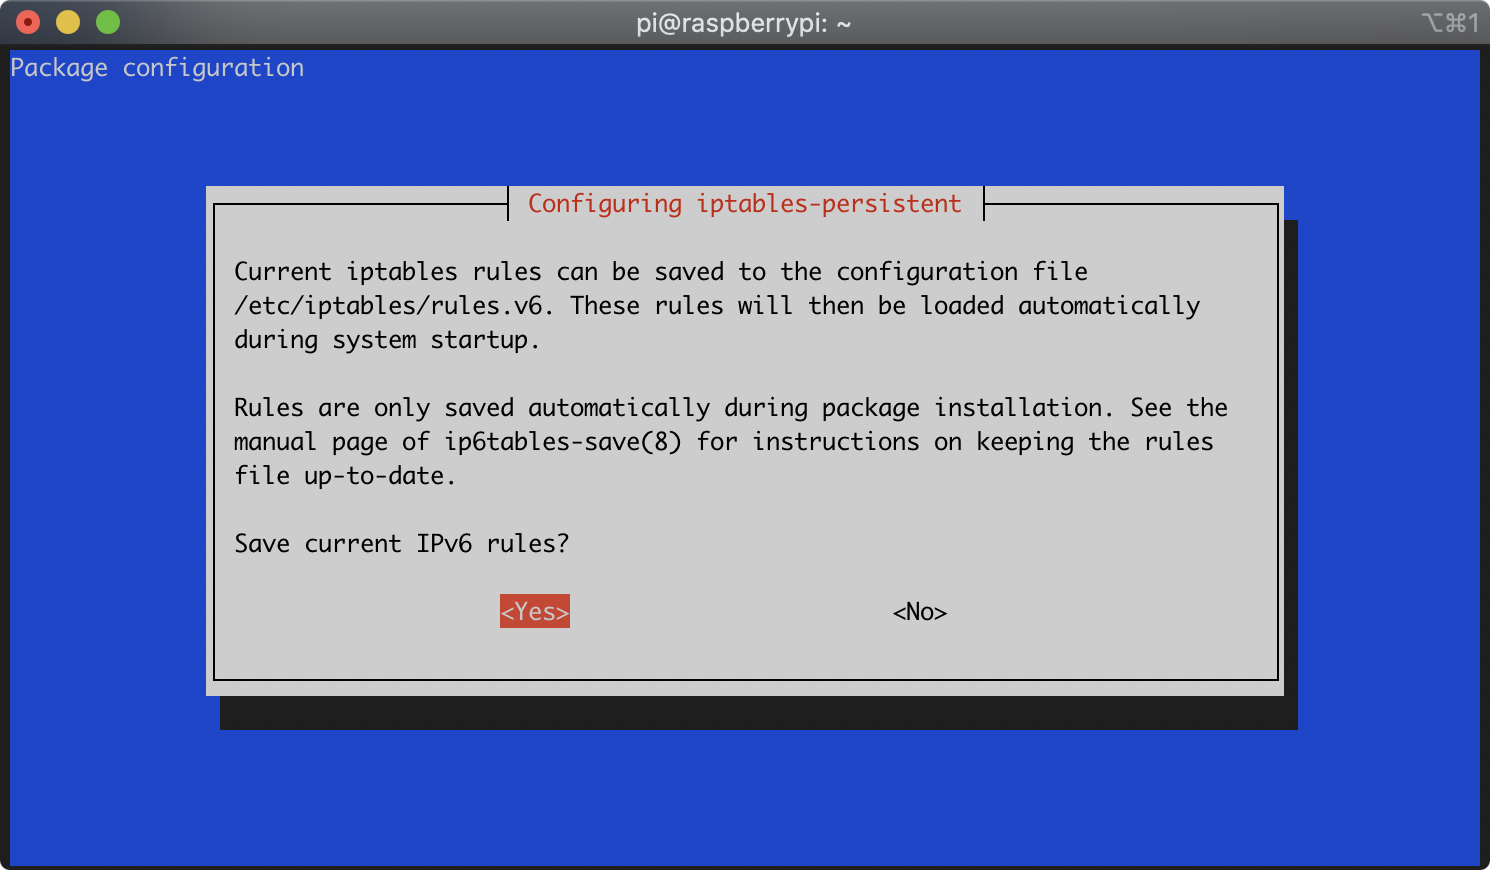 pi@raspberrypi: ~
⌥⌘1
Package configuration
Configuring iptables-persistent
Current iptables rules can be saved to the configuration file
/etc/iptables/rules.v6. These rules will then be loaded automatically
during system startup.
Rules are only saved automatically during package installation. See the
manual page of ip6tables-save(8) for instructions on keeping the rules
file up-to-date.
Save current IPv6 rules?
<Yes> <No>